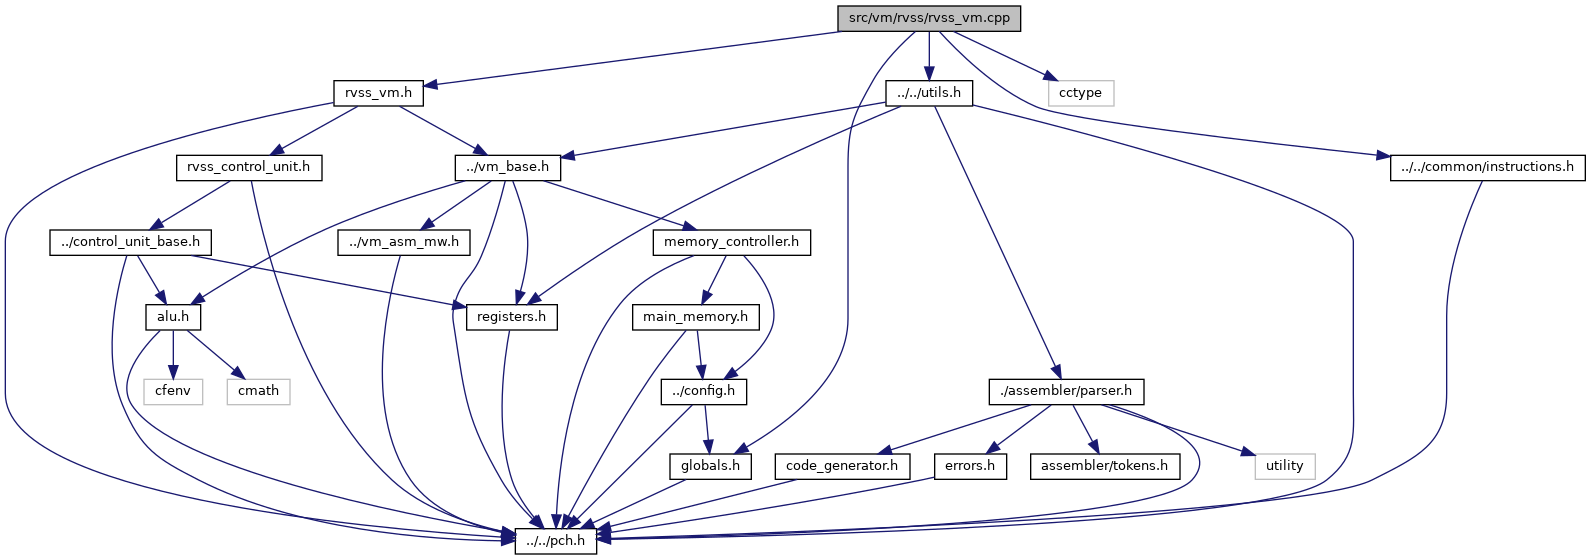 src/vm/rvss/rvss_vm.cpp
rvss_vm.h
../../utils.h
cctype
rvss_control_unit.h
../vm_base.h
../../common/instructions.h
../control_unit_base.h
../vm_asm_mw.h
memory_controller.h
alu.h
registers.h
main_memory.h
cfenv
cmath
../config.h
./assembler/parser.h
globals.h
code_generator.h
errors.h
assembler/tokens.h
utility
../../pch.h